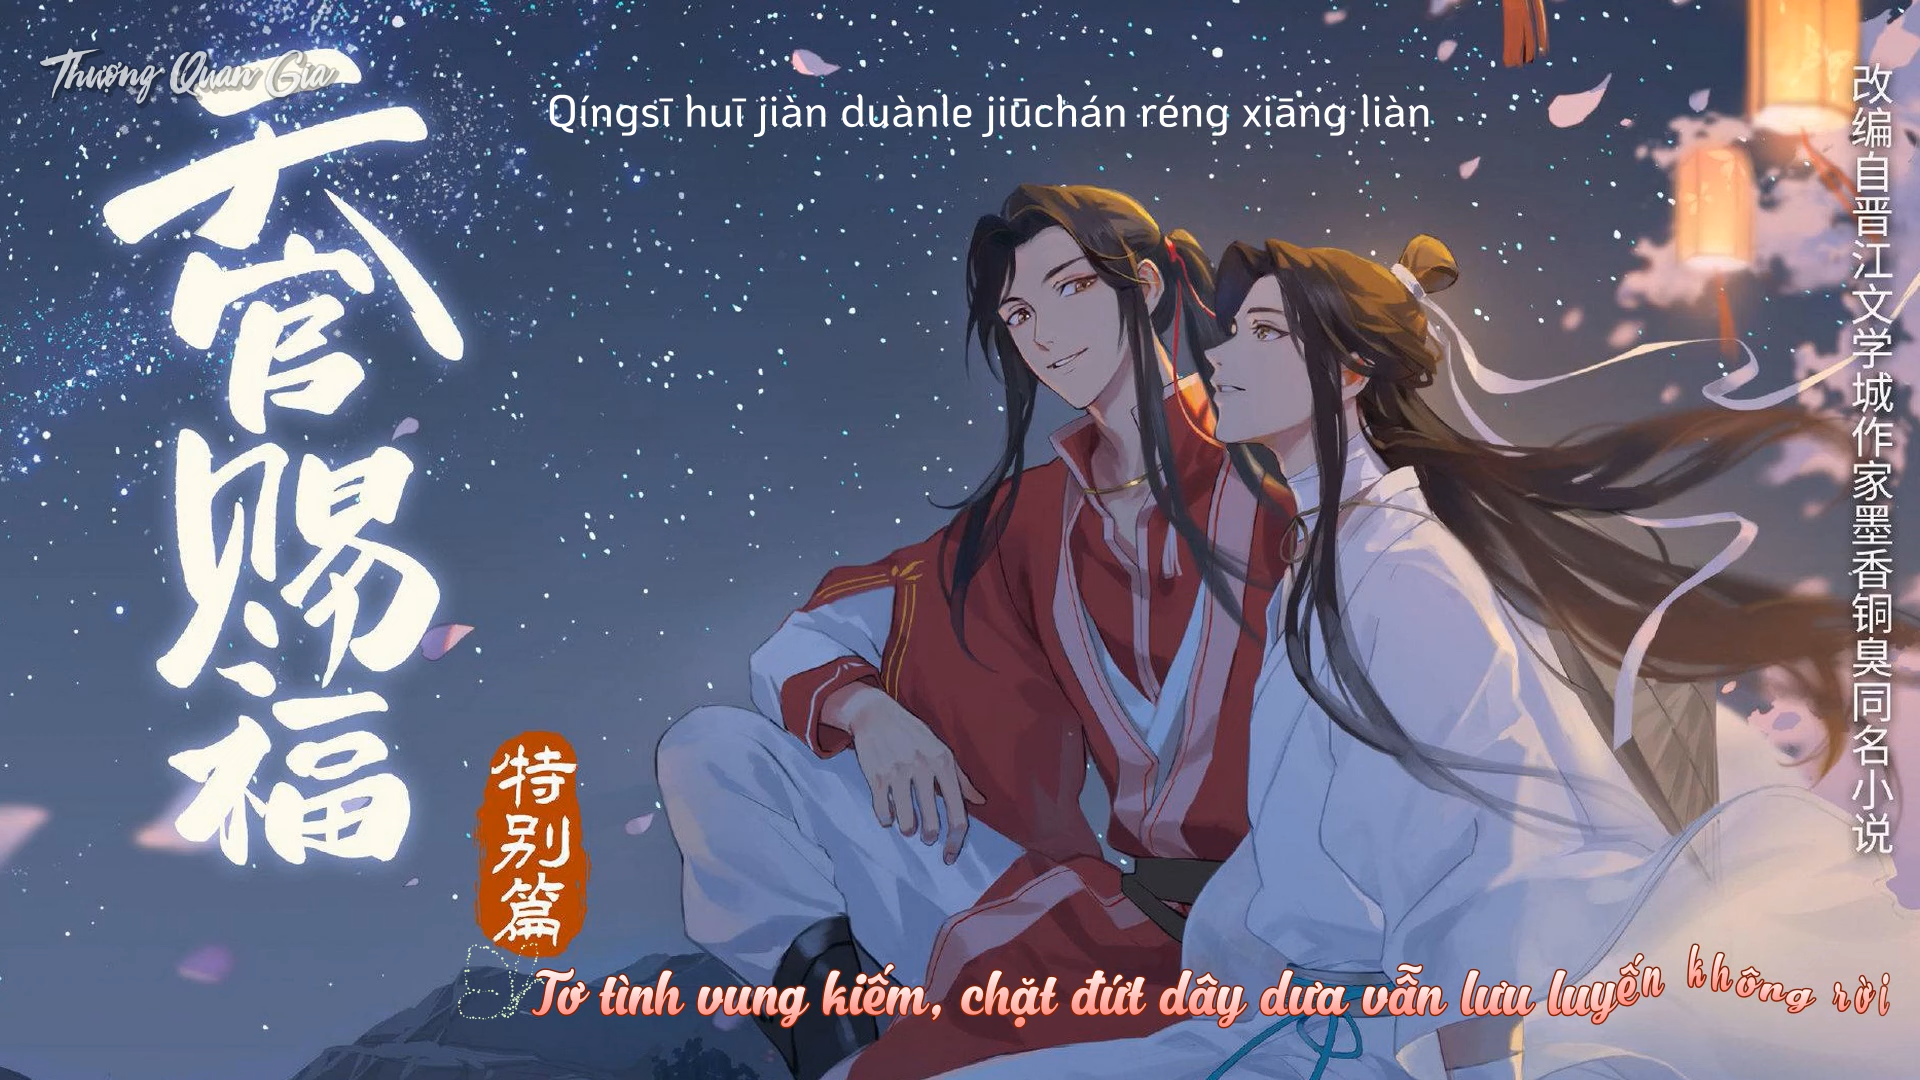 Thượng Quan Gia
天官赐福
特别篇
Qíngsī huī jiàn duànle jiūchán réng xiāng liàn
改编自晋江文学城作家墨香铜臭同名小说
Tơ tình vung kiếm, chặt đứt dây dưa vẫn lưu luyến không rời